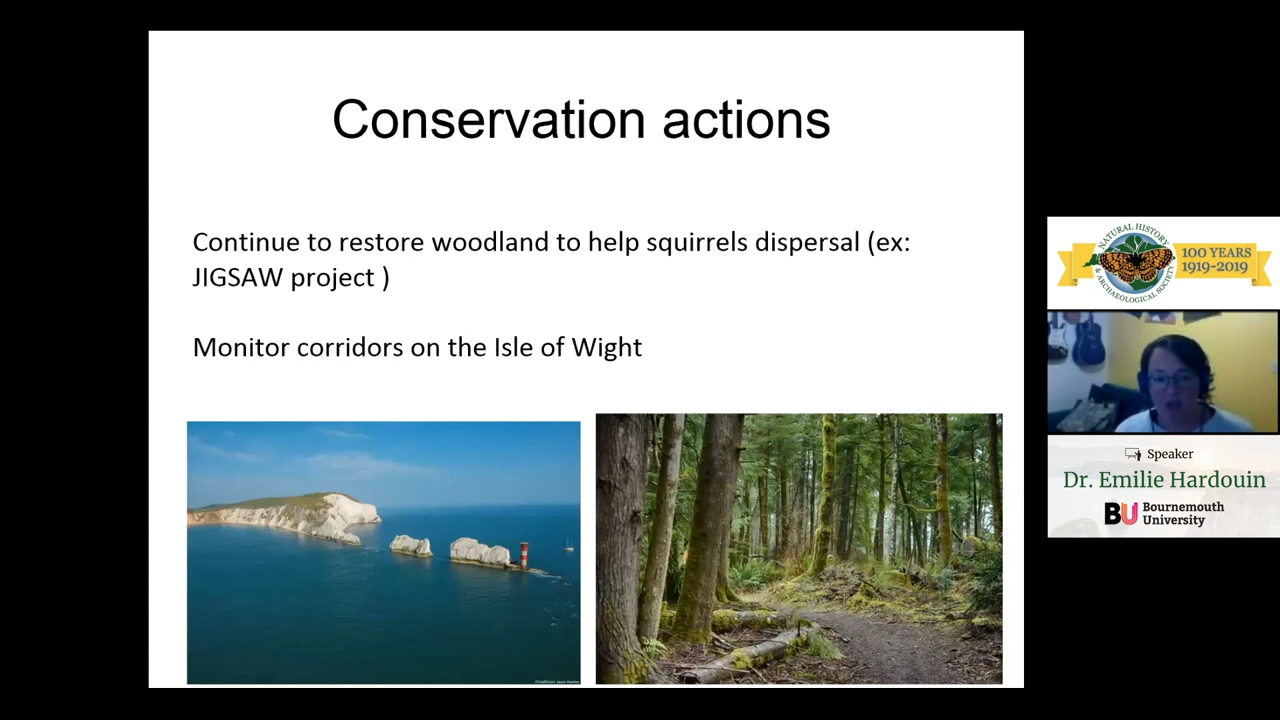 Conservation actions
Continue to restore woodland to help squirrels dispersal (ex:
JIGSAW project )
Monitor corridors on the Isle of Wight
NATURAL HISTORY
& ARCHAEOLOGICAL SOCIETY
100 YEARS
1919-2019
Speaker
Dr. Emilie Hardouin
BU Bournemouth
University